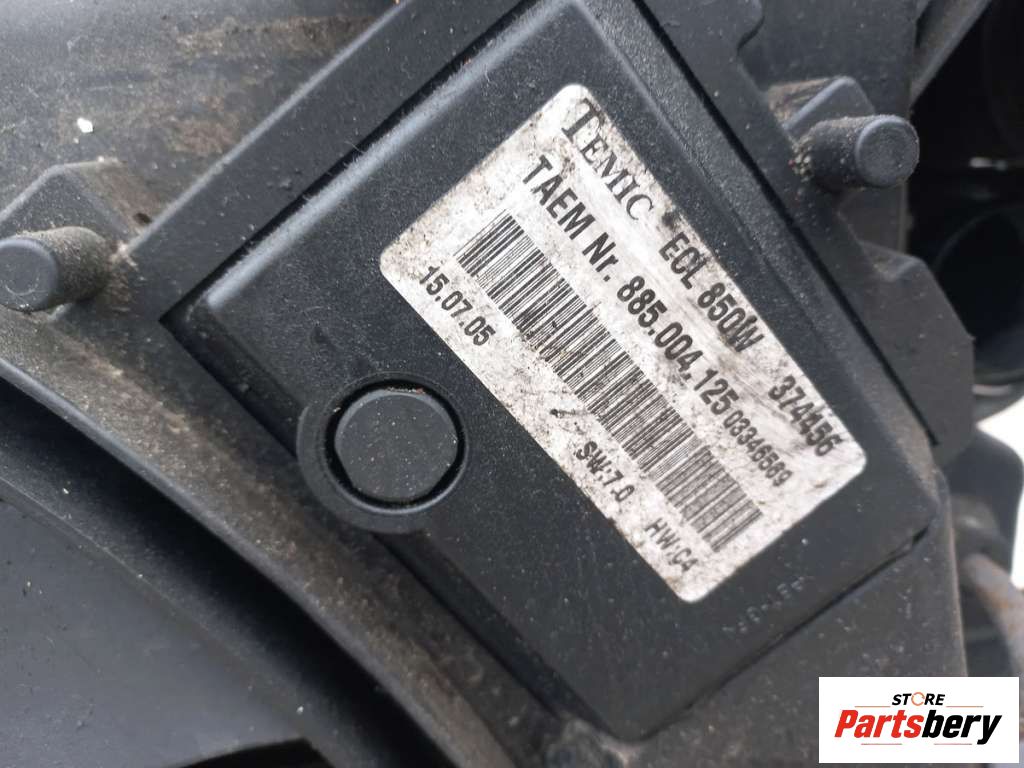 TEMIC ECL 850W 374456
TAEM Nr. 885.004.125 03346569
15.07.05 SW:7.0 HW:C4
STORE
Partsbery